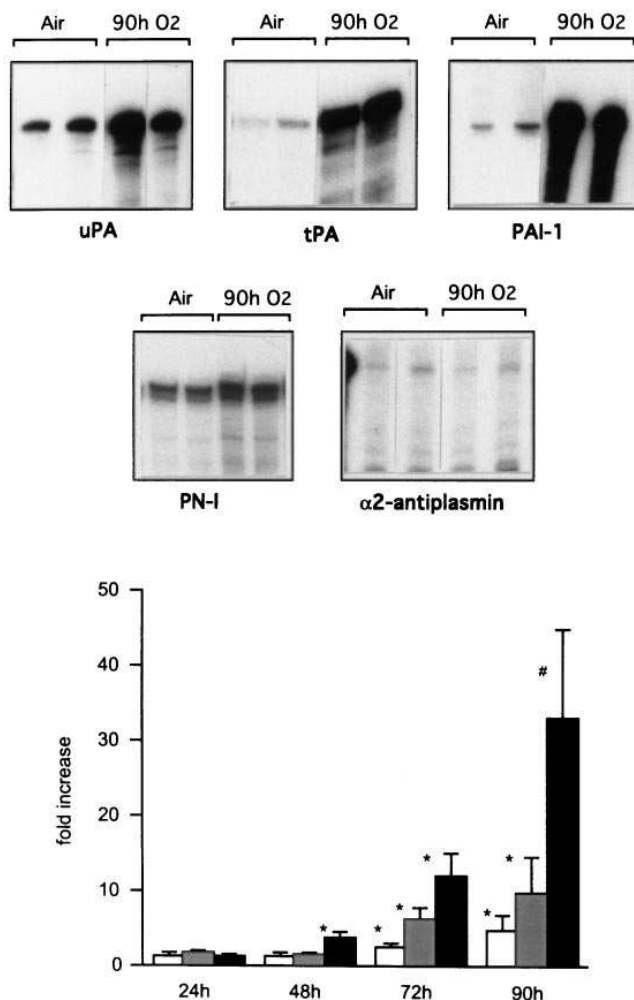 Air 90h O2 Air 90h O2 Air 90h O2
uPA tPA PAI-1
Air 90h O2 Air 90h O2
PN-I α2-antiplasmin
50
40
30
20
10
0
fold increase
#
*
*
*
*
*
*
24h 48h 72h 90h